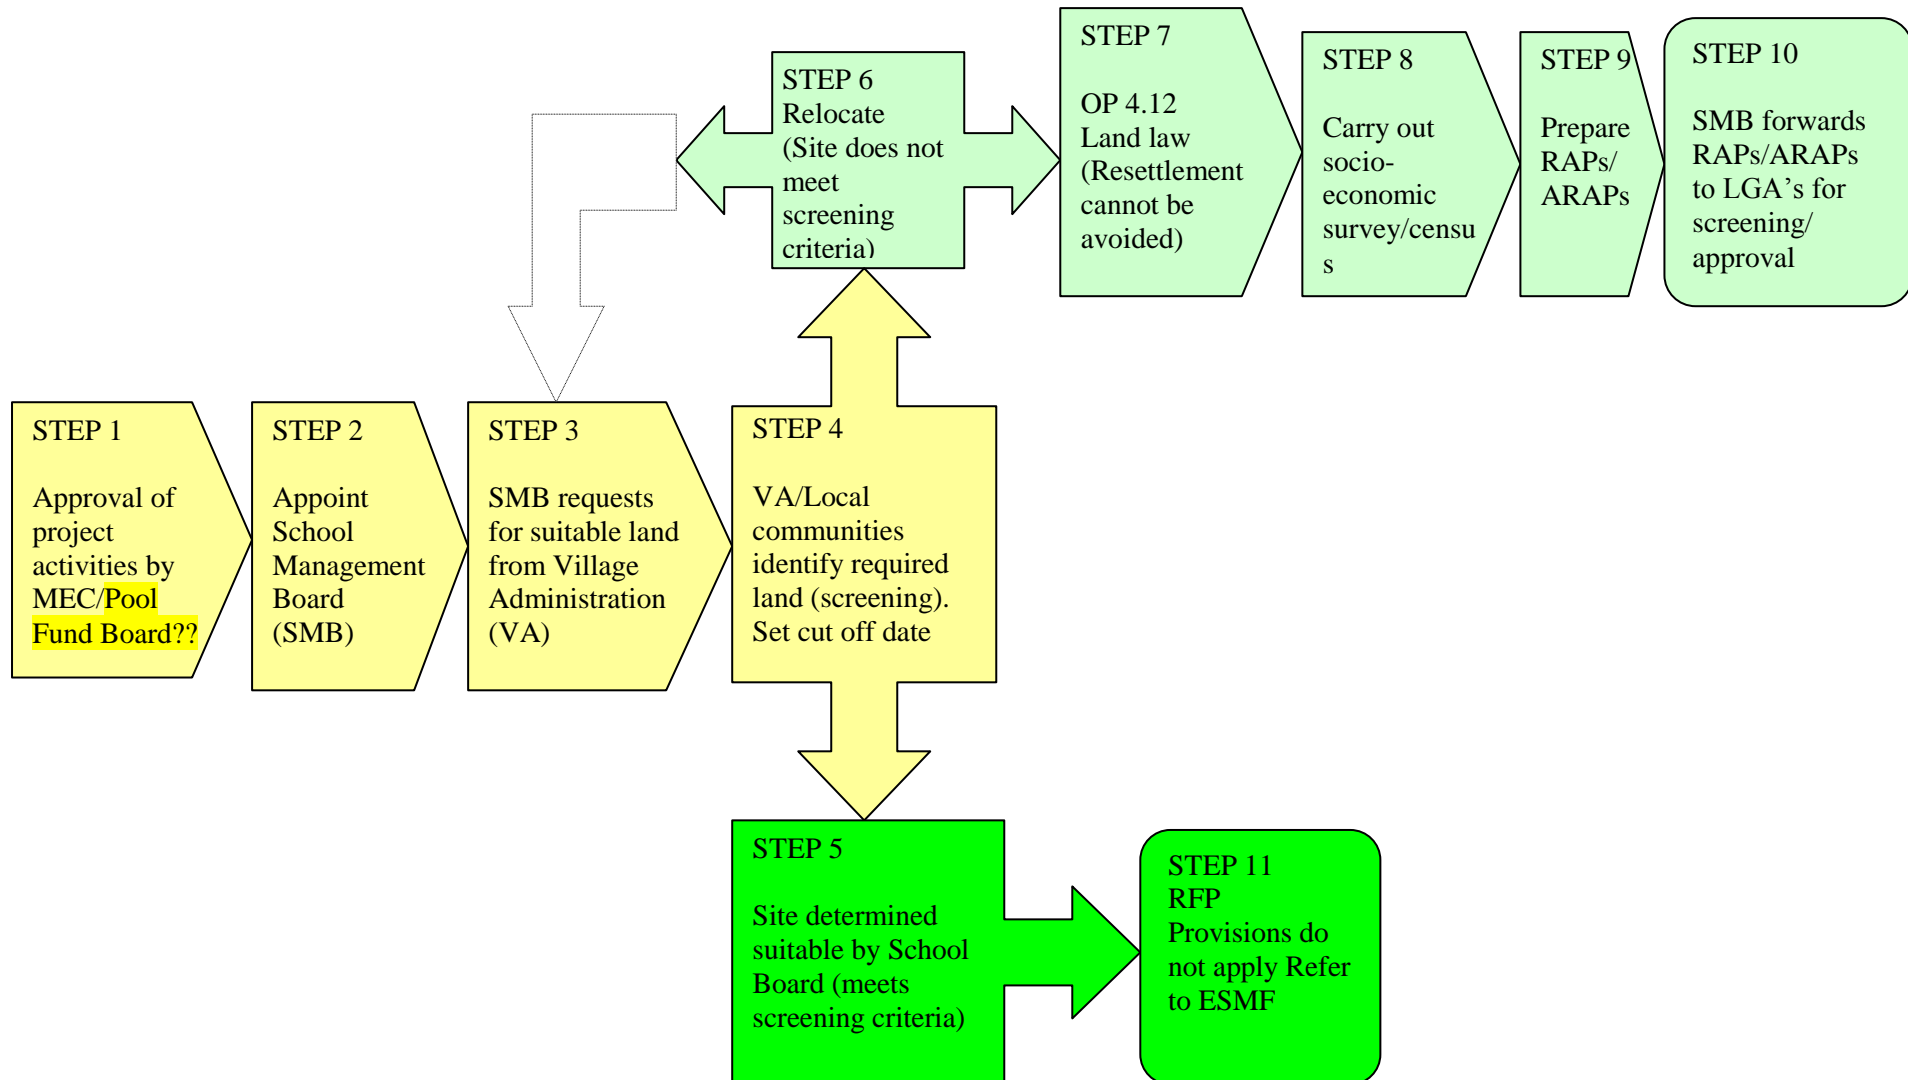 STEP 1
Approval of
project
activities by
MEC/Pool
Fund Board??
STEP 2
Appoint
School
Management
Board
(SMB)
STEP 3
SMB requests
for suitable land
from Village
Administration
(VA)
STEP 4
VA/Local
communities
identify required
land (screening).
Set cut off date
STEP 5
Site determined
suitable by School
Board (meets
screening criteria)
STEP 6
Relocate
(Site does not
meet
screening
criteria)
STEP 7
OP 4.12
Land law
(Resettlement
cannot be
avoided)
STEP 8
Carry out
socio-
economic
survey/censu
s
STEP 9
Prepare
RAPs/
ARAPs
STEP 10
SMB forwards
RAPs/ARAPs
to LGA’s for
screening/
approval
STEP 11
RFP
Provisions do
not apply Refer
to ESMF